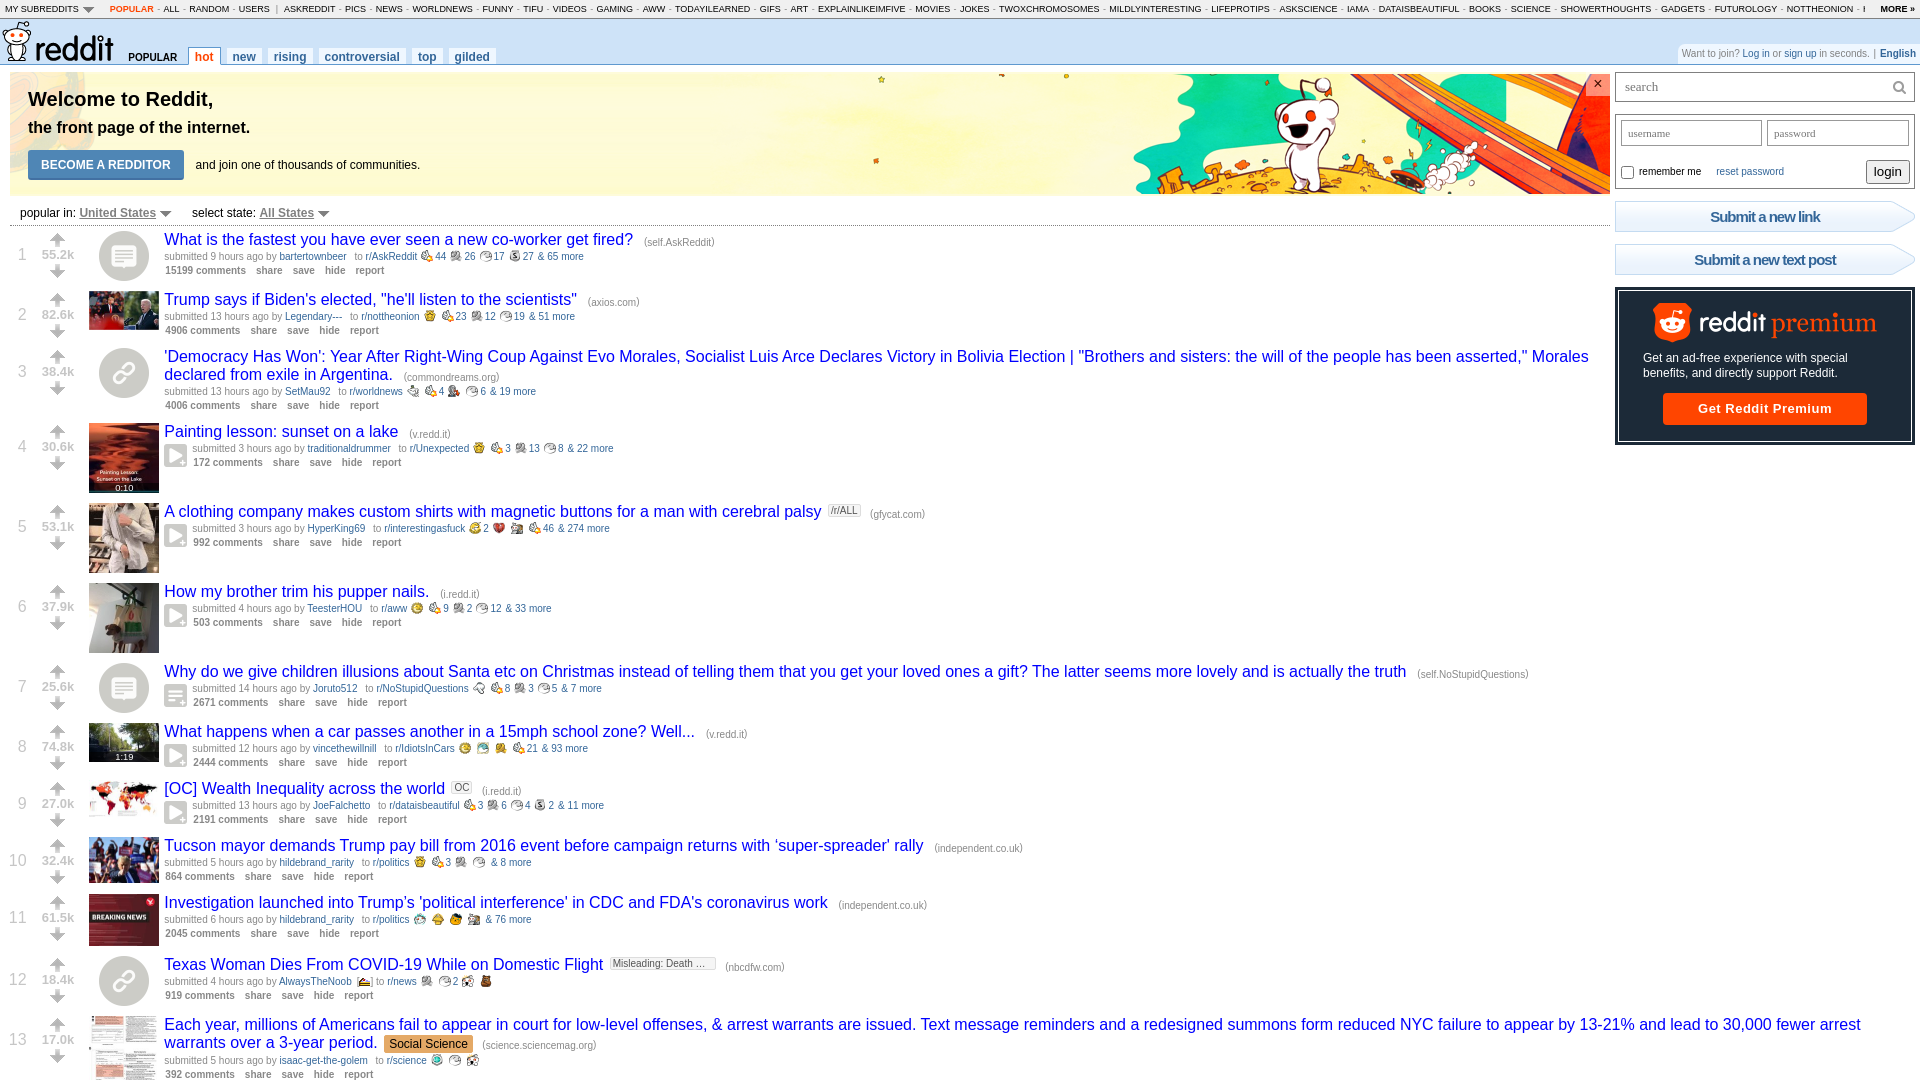 MY SUBREDDITS POPULAR - ALL - RANDOM - USERS | ASKREDDIT - PICS - NEWS - WORLDNEWS - FUNNY - TIFU - VIDEOS - GAMING - AWW - TODAYILEARNED - GIFS - ART - EXPLAINLIKEIMFIVE - MOVIES - JOKES - TWOXCHROMOSOMES - MILDLYINTERESTING - LIFEPROTIPS - ASKSCIENCE - IAMA - DATAISBEAUTIFUL - BOOKS - SCIENCE - SHOWERTHOUGHTS - GADGETS - FUTUROLOGY - NOTTHEONION - MORE »
reddit POPULAR hot new rising controversial top gilded
Want to join? Log in or sign up in seconds. | English
Welcome to Reddit,
the front page of the internet.
BECOME A REDDITOR and join one of thousands of communities.
×
search
username password
remember me reset password login
Submit a new link
Submit a new text post
reddit premium
Get an ad-free experience with special
benefits, and directly support Reddit.
Get Reddit Premium
popular in: United States select state: All States
1 55.2k What is the fastest you have ever seen a new co-worker get fired? (self.AskReddit)
submitted 9 hours ago by bartertownbeer to r/AskReddit 44 26 17 27 & 65 more
15199 comments share save hide report
2 82.6k Trump says if Biden's elected, "he'll listen to the scientists" (axios.com)
submitted 13 hours ago by Legendary--- to r/nottheonion 23 12 19 & 51 more
4906 comments share save hide report
3 38.4k 'Democracy Has Won': Year After Right-Wing Coup Against Evo Morales, Socialist Luis Arce Declares Victory in Bolivia Election | "Brothers and sisters: the will of the people has been asserted," Morales
declared from exile in Argentina. (commondreams.org)
submitted 13 hours ago by SetMau92 to r/worldnews 4 6 & 19 more
4006 comments share save hide report
4 30.6k Painting lesson: sunset on a lake (v.redd.it)
submitted 3 hours ago by traditionaldrummer to r/Unexpected 3 13 8 & 22 more
172 comments share save hide report
Painting Lesson:
Sunset on the Lake
0:10
5 53.1k A clothing company makes custom shirts with magnetic buttons for a man with cerebral palsy /r/ALL (gfycat.com)
submitted 3 hours ago by HyperKing69 to r/interestingasfuck 2 46 & 274 more
992 comments share save hide report
6 37.9k How my brother trim his pupper nails. (i.redd.it)
submitted 4 hours ago by TeesterHOU to r/aww 9 2 12 & 33 more
503 comments share save hide report
7 25.6k Why do we give children illusions about Santa etc on Christmas instead of telling them that you get your loved ones a gift? The latter seems more lovely and is actually the truth (self.NoStupidQuestions)
submitted 14 hours ago by Joruto512 to r/NoStupidQuestions 8 3 5 & 7 more
2671 comments share save hide report
8 74.8k What happens when a car passes another in a 15mph school zone? Well... (v.redd.it)
submitted 12 hours ago by vincethewillnill to r/IdiotsInCars 21 & 93 more
1:19 2444 comments share save hide report
9 27.0k [OC] Wealth Inequality across the world OC (i.redd.it)
submitted 13 hours ago by JoeFalchetto to r/dataisbeautiful 3 6 4 2 & 11 more
2191 comments share save hide report
10 32.4k Tucson mayor demands Trump pay bill from 2016 event before campaign returns with ‘super-spreader' rally (independent.co.uk)
submitted 5 hours ago by hildebrand_rarity to r/politics 3 & 8 more
864 comments share save hide report
11 61.5k Investigation launched into Trump's 'political interference' in CDC and FDA's coronavirus work (independent.co.uk)
BREAKING NEWS submitted 6 hours ago by hildebrand_rarity to r/politics & 76 more
2045 comments share save hide report
12 18.4k Texas Woman Dies From COVID-19 While on Domestic Flight Misleading: Death … (nbcdfw.com)
submitted 4 hours ago by AlwaysTheNoob [ ] to r/news 2
919 comments share save hide report
13 17.0k Each year, millions of Americans fail to appear in court for low-level offenses, & arrest warrants are issued. Text message reminders and a redesigned summons form reduced NYC failure to appear by 13-21% and lead to 30,000 fewer arrest
warrants over a 3-year period. Social Science (science.sciencemag.org)
submitted 5 hours ago by isaac-get-the-golem to r/science
392 comments share save hide report